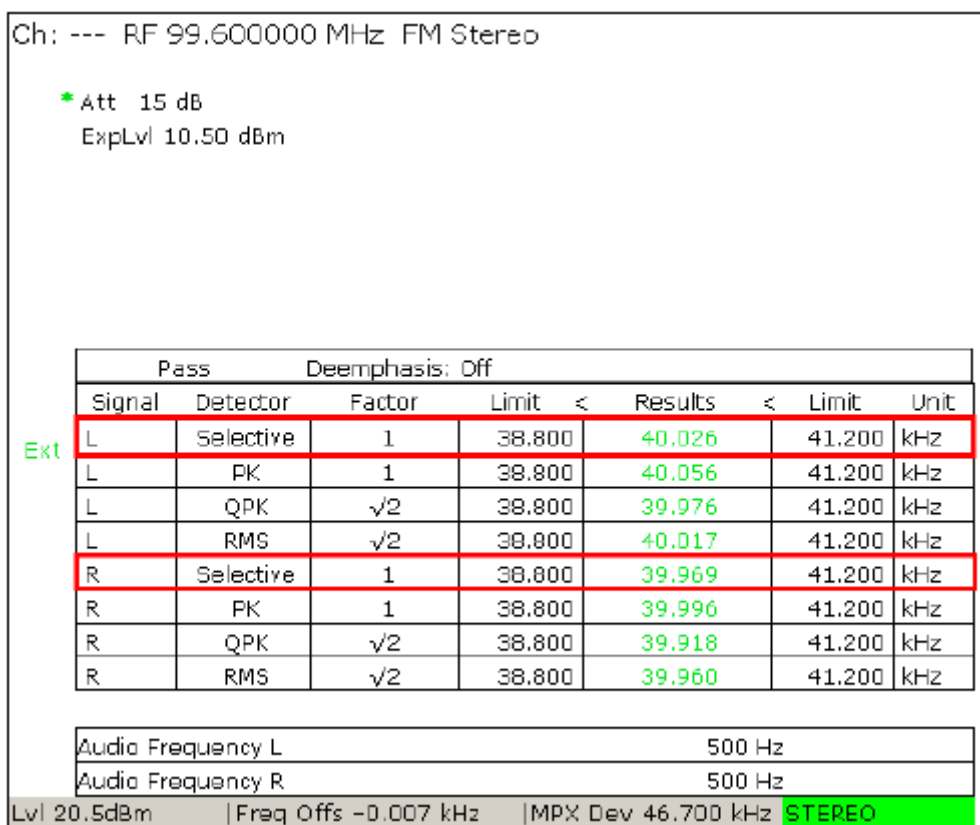 Ch: --- RF 99.600000 MHz FM Stereo
* Att 15 dB
ExpLvl 10.50 dBm
Pass Deemphasis: Off
Signal Detector Factor Limit < Results < Limit Unit
Ext
L Selective 1 38.800 40.026 41.200 kHz
L PK 1 38.800 40.056 41.200 kHz
L QPK √2 38.800 39.976 41.200 kHz
L RMS √2 38.800 40.017 41.200 kHz
R Selective 1 38.800 39.969 41.200 kHz
R PK 1 38.800 39.996 41.200 kHz
R QPK √2 38.800 39.918 41.200 kHz
R RMS √2 38.800 39.960 41.200 kHz
Audio Frequency L 500 Hz
Audio Frequency R 500 Hz
Lvl 20.5dBm |Freq Offs -0.007 kHz |MPX Dev 46.700 kHz STEREO